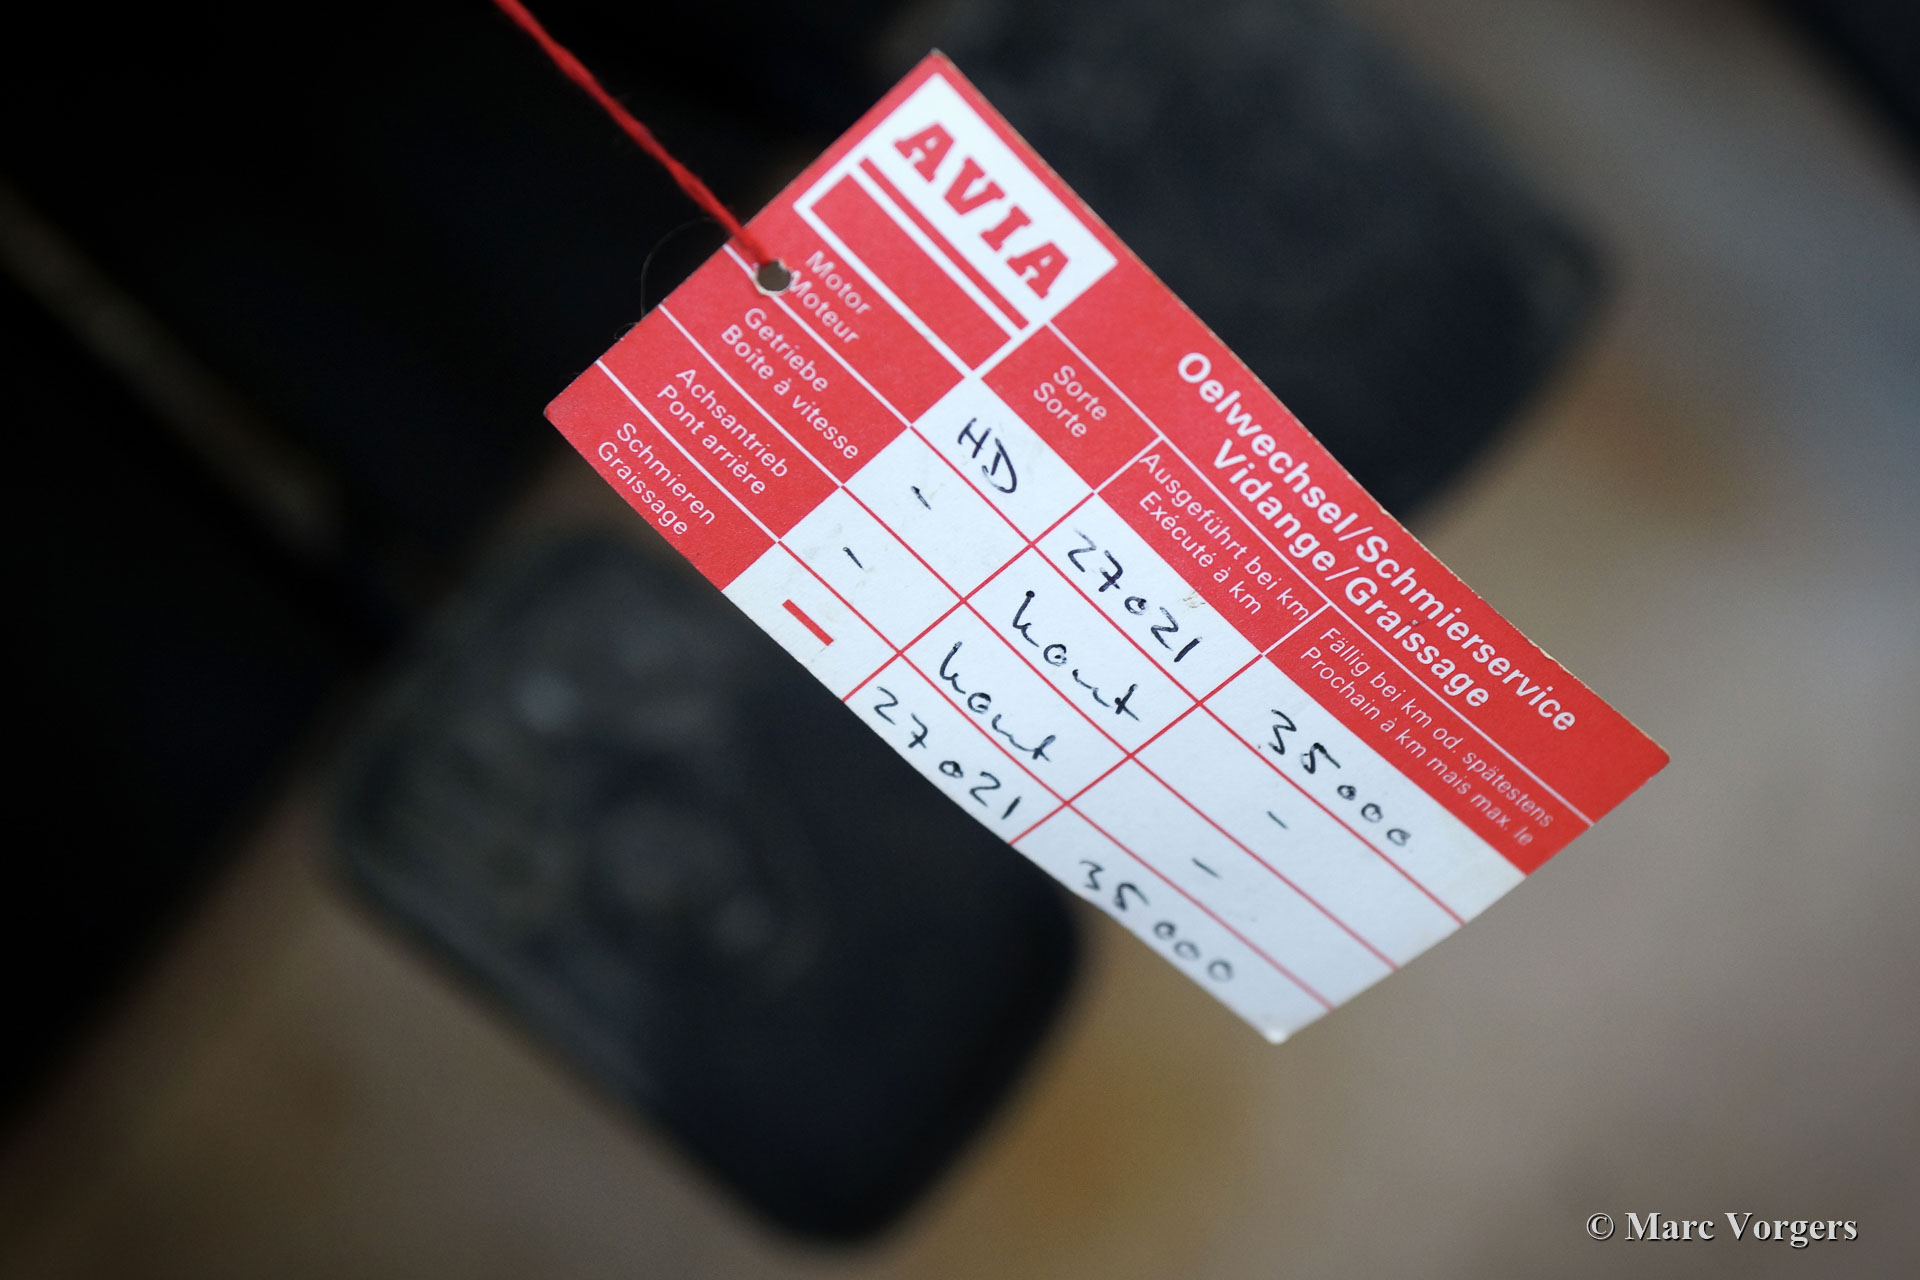 AVIA
Oelwechsel/Schmierservice
Vidange/Graissage
Sorte
Sorte
Ausgeführt bei km
Exécuté à km
Fällig bei km od. spätestens
Prochain à km mais max. le
Motor
Moteur
HD
27021
35000
Getriebe
Boîte à vitesse
-
kont
-
Achsantrieb
Pont arrière
-
kont
-
Schmieren
Graissage
27021
35000
© Marc Vorgers